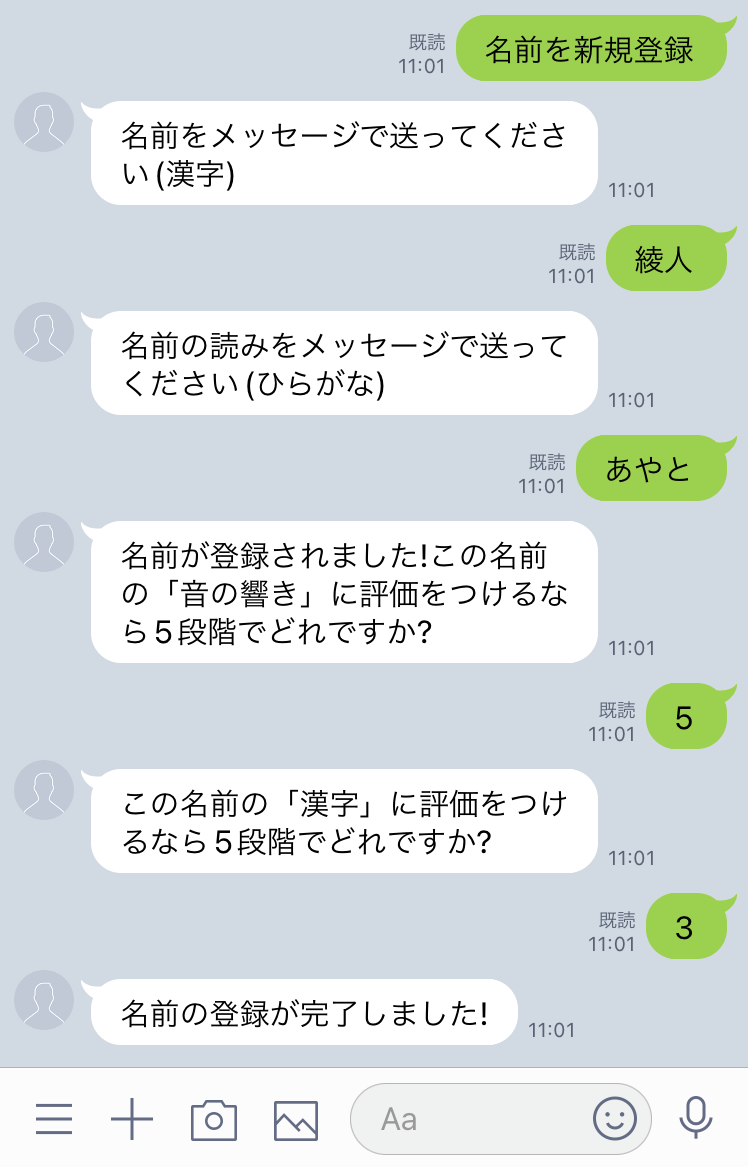 名前を新規登録
既読
11:01
名前をメッセージで送ってくださ
い(漢字)
11:01
綾人
既読
11:01
名前の読みをメッセージで送って
ください(ひらがな)
11:01
あやと
既読
11:01
名前が登録されました!この名前
の「音の響き」に評価をつけるな
ら5段階でどれですか?
11:01
5
既読
11:01
この名前の「漢字」に評価をつけ
るなら5段階でどれですか?
11:01
3
既読
11:01
名前の登録が完了しました!
11:01
Aa